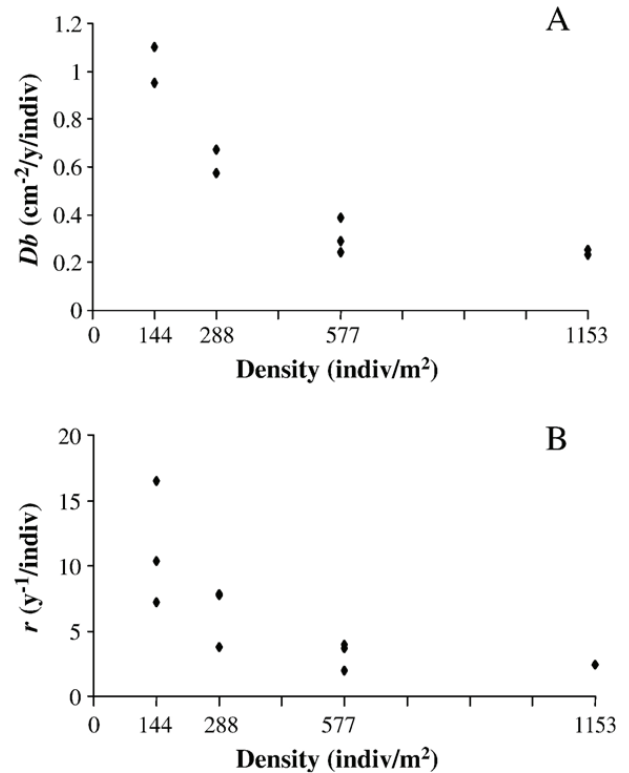 A
1.2
1
0.8
0.6
0.4
0.2
0
Db (cm⁻²/y/indiv)
0 144 288 577 1153
Density (indiv/m²)
B
20
15
10
5
0
r (y⁻¹/indiv)
0 144 288 577 1153
Density (indiv/m²)